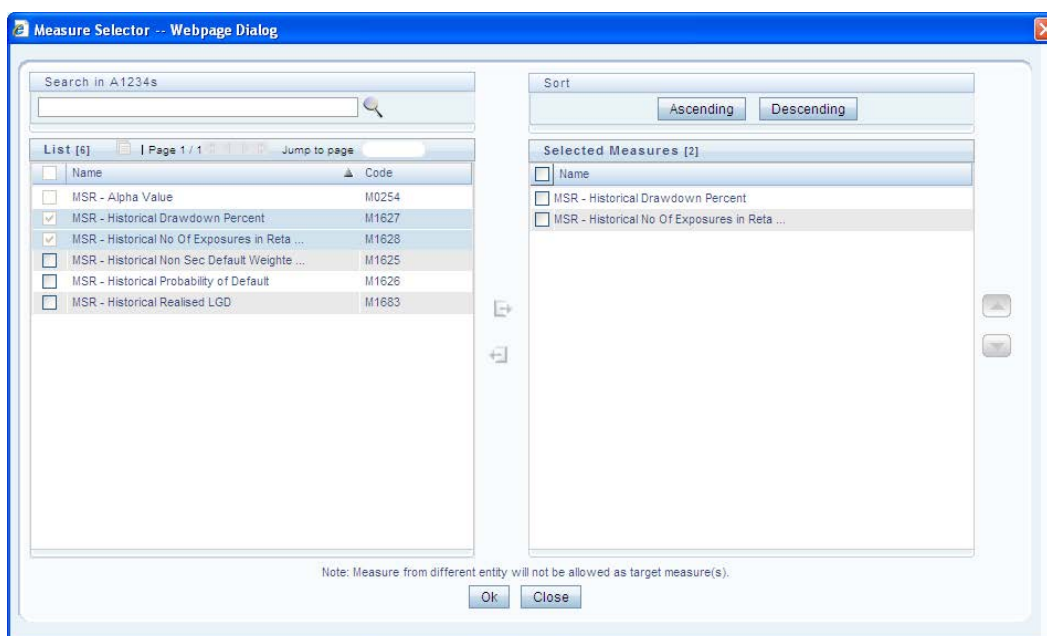 Measure Selector -- Webpage Dialog
Search in A1234s
Sort
Ascending Descending
List [6] | Page 1 / 1 Jump to page
Selected Measures [2]
Name Code
Name
MSR - Alpha Value M0254
MSR - Historical Drawdown Percent M1627
MSR - Historical No Of Exposures in Reta ... M1628
MSR - Historical Non Sec Default Weighte ... M1625
MSR - Historical Probability of Default M1626
MSR - Historical Realised LGD M1683
MSR - Historical Drawdown Percent
MSR - Historical No Of Exposures in Reta ...
Note: Measure from different entity will not be allowed as target measure(s).
Ok Close